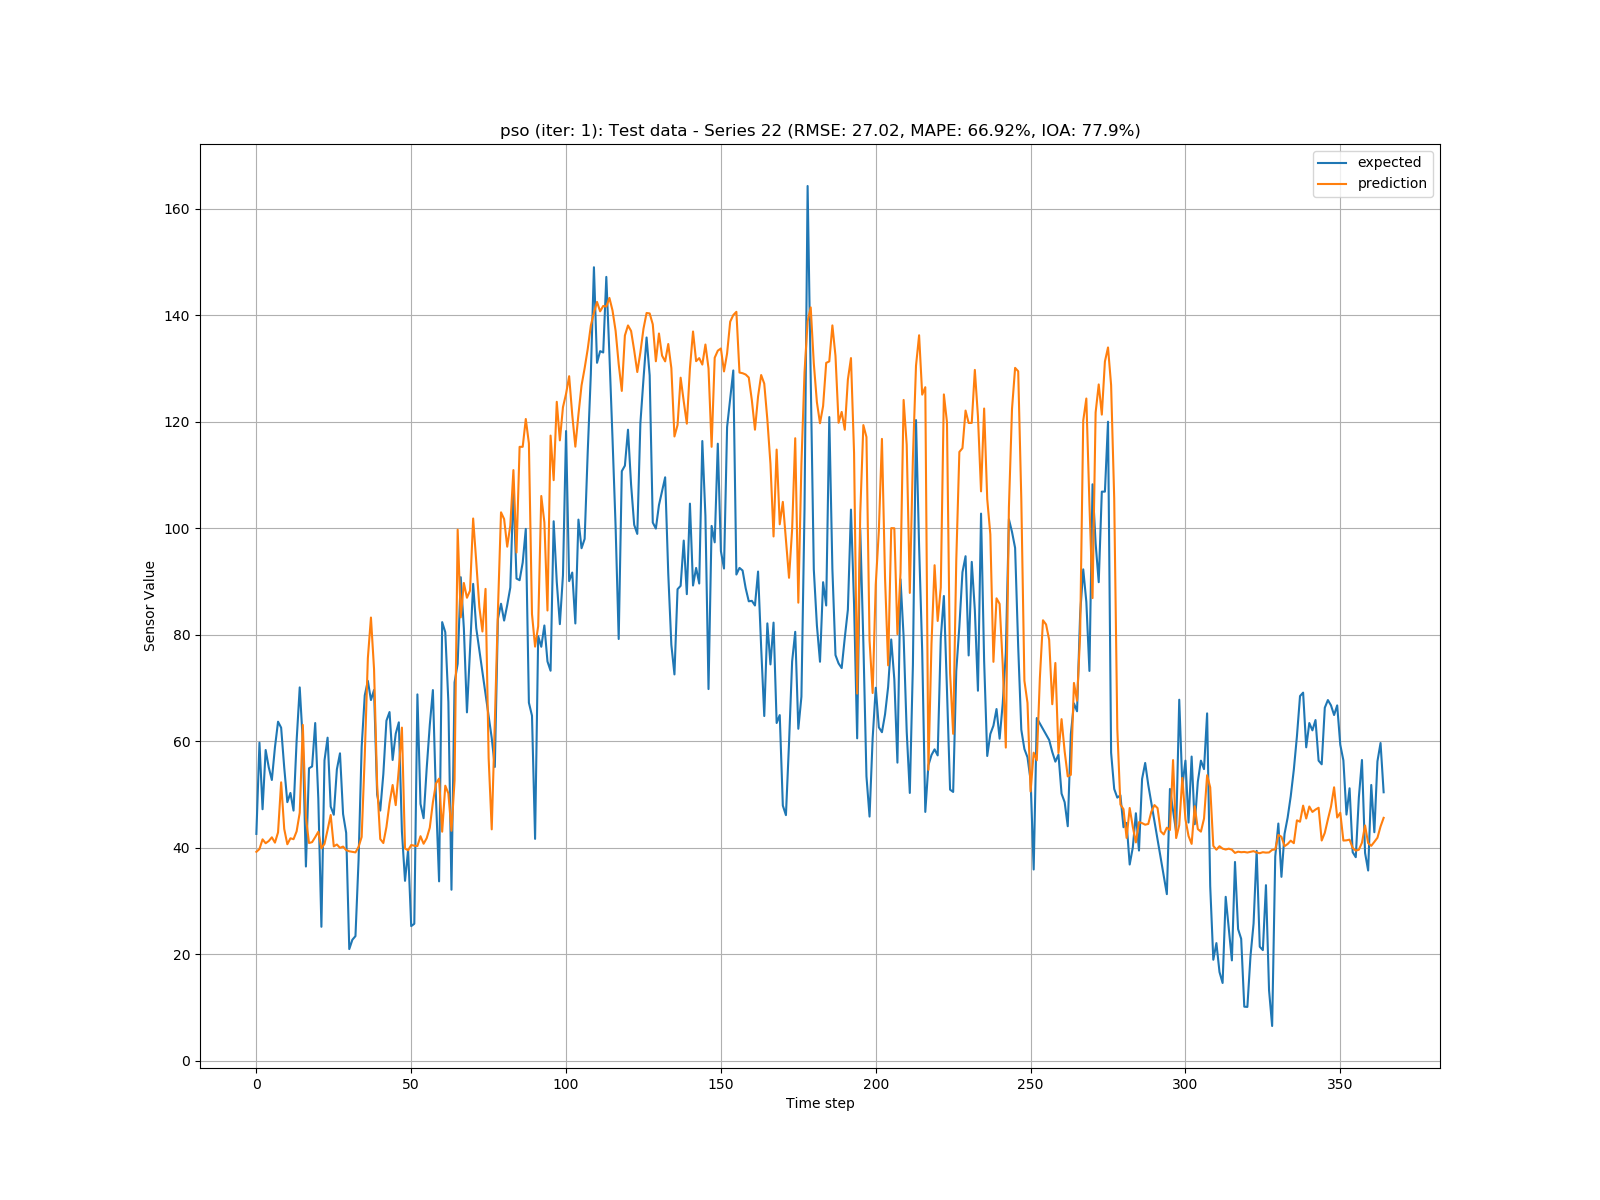 pso (iter: 1): Test data - Series 22 (RMSE: 27.02, MAPE: 66.92%, IOA: 77.9%)
expected
prediction
160
140
120
100
80
60
40
20
0
Sensor Value
0 50 100 150 200 250 300 350
Time step